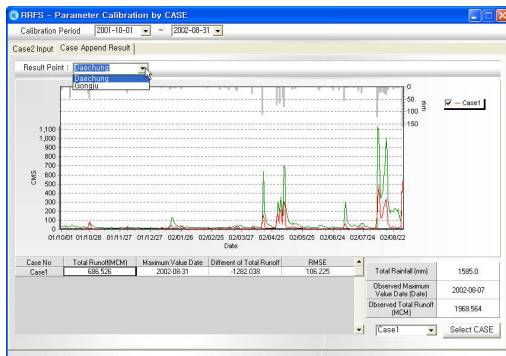 RRFS - Parameter Calibration by CASE
Calibration Period 2001-10-01 ~ 2002-08-31
Case2 Input Case Append Result
Result Point : Daechung
Daechung
Gongju
0
50
100
150
mm
Case1
1,100
1,000
900
800
700
600
500
400
300
200
100
0
CMS
01/10/01 01/10/28 01/11/27 01/12/27 02/01/26 02/02/25 02/03/27 02/04/25 02/05/25 02/06/24 02/07/24 02/08/22
Date
Case No Total Runoff(MCM) Maximum Value Date Different of Total Runoff RMSE
Case1 686.526 2002-08-31 -1282.038 106.225
Total Rainfall (mm) 1585.0
Observed Maximum Value Date (Date) 2002-08-07
Observed Total Runoff (MCM) 1968.564
Case1 Select CASE